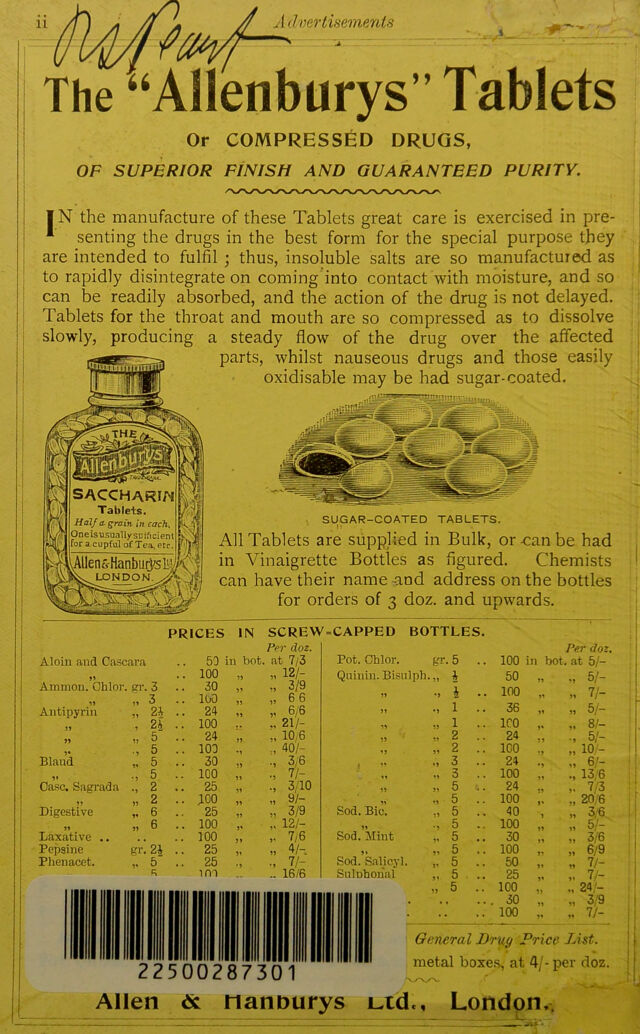 ii Advertisements
The "Allenburys" Tablets
Or COMPRESSED DRUGS,
OF SUPERIOR FINISH AND GUARANTEED PURITY.
IN the manufacture of these Tablets great care is exercised in pre-
senting the drugs in the best form for the special purpose they
are intended to fulfil ; thus, insoluble salts are so manufactured as
to rapidly disintegrate on coming into contact with moisture, and so
can be readily absorbed, and the action of the drug is not delayed.
Tablets for the throat and mouth are so compressed as to dissolve
slowly, producing a steady flow of the drug over the affected
parts, whilst nauseous drugs and those easily
oxidisable may be had sugar-coated.
THE
Allenburys
SACCHARIN
Tablets.
Half a grain in each.
One is usually sufficient
for a cupful of Tea, etc.
Allen & Hanburys Ltd
LONDON.
SUGAR-COATED TABLETS.
All Tablets are supplied in Bulk, or can be had
in Vinaigrette Bottles as figured. Chemists
can have their name and address on the bottles
for orders of 3 doz. and upwards.
PRICES IN SCREW-CAPPED BOTTLES.
Per doz.
Aloin and Cascara .. 50 in bot. at 7/3
„ .. 100 „ „ 12/-
Ammon. Chlor. gr. 3 .. 30 „ „ 3/9
„ „ 3 .. 100 „ „ 6 6
Antipyrin „ 2½ .. 24 „ „ 6/6
„ „ 2½ .. 100 „ „ 21/-
„ „ 5 .. 24 „ „ 10/6
„ „ 5 .. 100 „ „ 40/-
Blaud „ 5 .. 30 „ „ 3/6
„ „ 5 .. 100 „ „ 7/-
Casc. Sagrada „ 2 .. 25 „ „ 3/10
„ „ 2 .. 100 „ „ 9/-
Digestive „ 6 .. 25 „ „ 3/9
„ „ 6 .. 100 „ „ 12/-
Laxative .. .. .. 100 „ „ 7/6
Pepsine gr. 2½ .. 25 „ „ 4/-
Phenacet. „ 5 .. 25 „ „ 7/-
5 100 „ „ 16/6
Per doz.
Pot. Chlor. gr. 5 .. 100 in bot. at 5/-
Quinin. Bisulph. „ ½ 50 „ „ 5/-
„ „ ½ .. 100 „ „ 7/-
„ „ 1 .. 36 „ „ 5/-
„ „ 1 .. 100 „ „ 8/-
„ „ 2 .. 24 „ „ 5/-
„ „ 2 .. 100 „ „ 10/-
„ „ 3 .. 24 „ „ 6/-
„ „ 3 .. 100 „ „ 13/6
„ „ 5 .. 24 „ „ 7/3
„ „ 5 .. 100 „ „ 20/6
Sod. Bic. „ 5 .. 40 „ „ 3/6
„ „ 5 .. 100 „ „ 5/-
Sod. Mint „ 5 .. 30 „ „ 3/6
„ „ 5 .. 100 „ „ 6/9
Sod. Salicyl. „ 5 .. 50 „ „ 7/-
Sulphonal „ 5 .. 25 „ „ 7/-
„ 5 .. 100 „ „ 24/-
.. ... 30 „ „ 3/9
.. .. 100 „ „ 7/-
General Drug Price List.
metal boxes, at 4/- per doz.
22500287301
Allen & Hanburys Ltd., London.